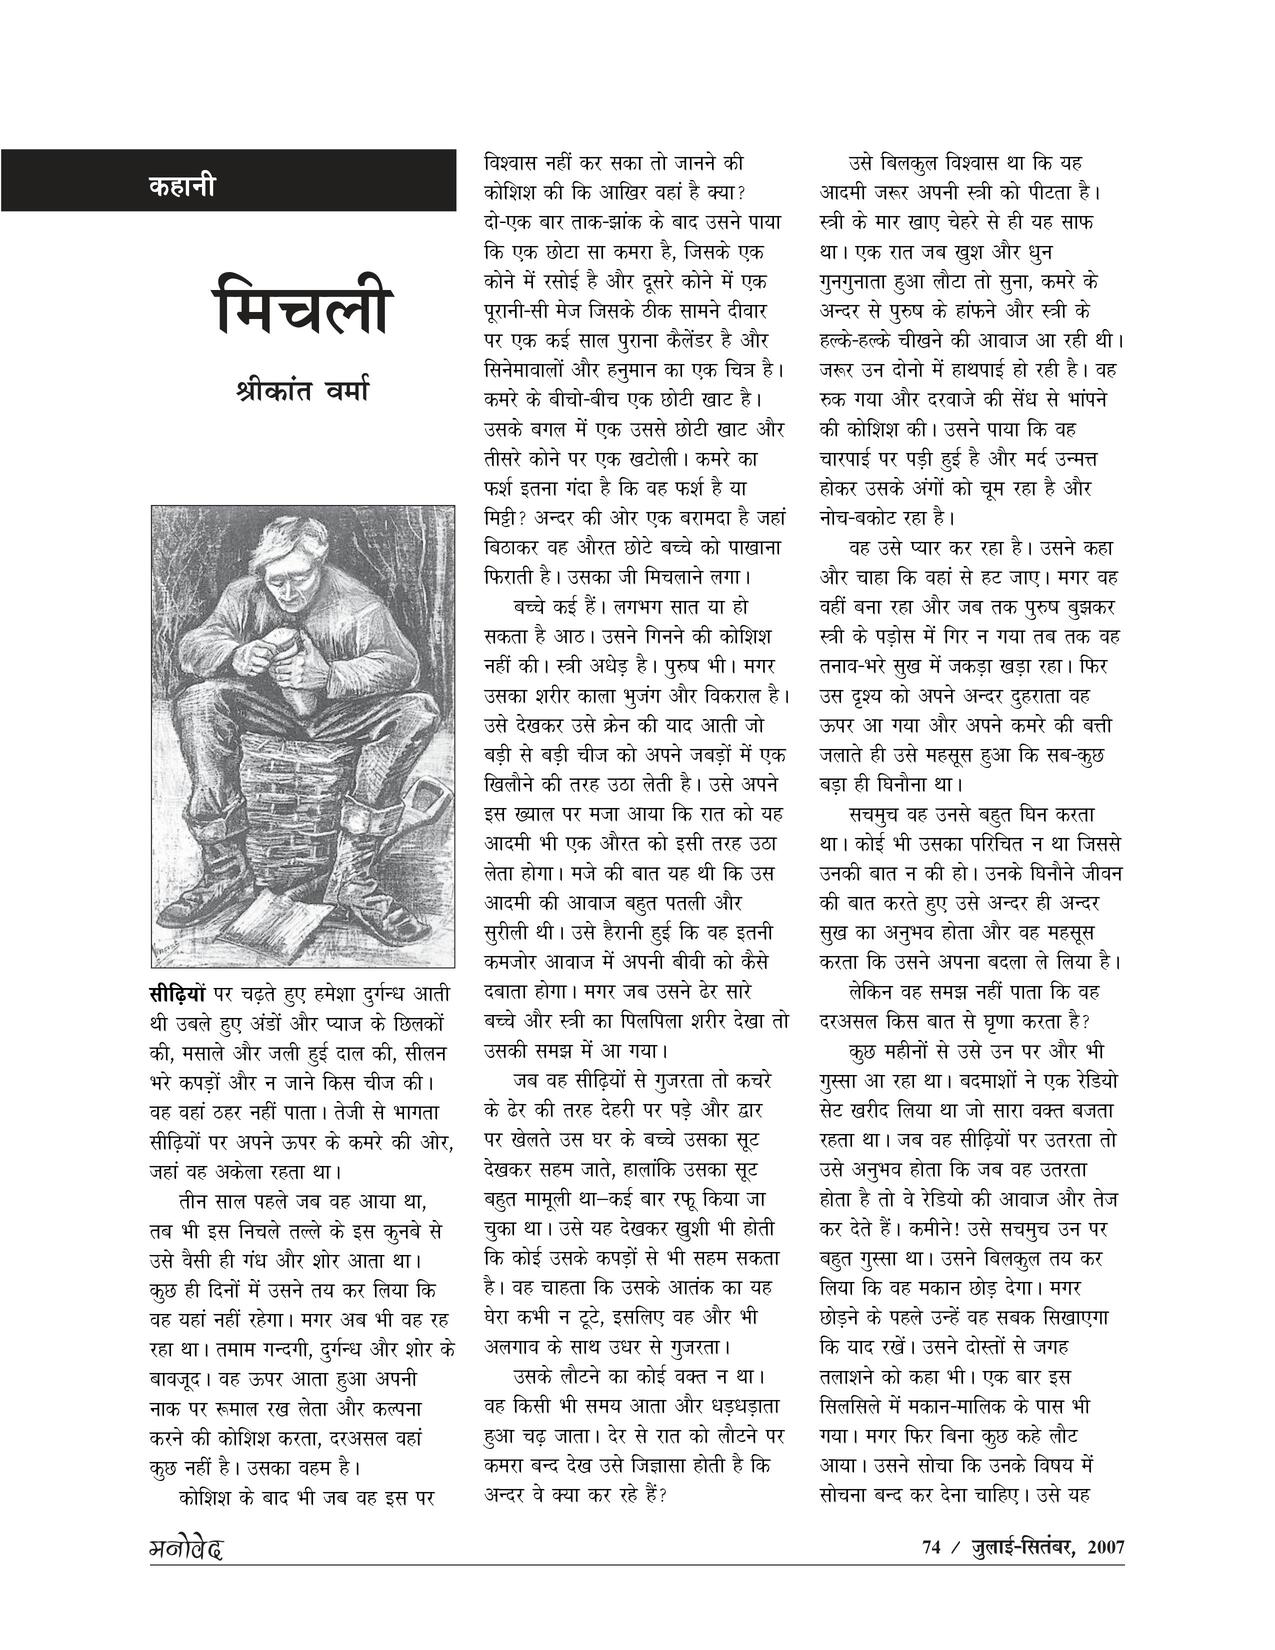 कहानी
मिचली
श्रीकांत वर्मा
सीढ़ियों पर चढ़ते हुए हमेशा दुर्गन्ध आती
थी उबले हुए अंडों और प्याज के छिलकों
की, मसाले और जली हुई दाल की, सीलन
भरे कपड़ों और न जाने किस चीज की।
वह वहां ठहर नहीं पाता। तेजी से भागता
सीढ़ियों पर अपने ऊपर के कमरे की ओर,
जहां वह अकेला रहता था।
तीन साल पहले जब वह आया था,
तब भी इस निचले तल्ले के इस कुनबे से
उसे वैसी ही गंध और शोर आता था।
कुछ ही दिनों में उसने तय कर लिया कि
वह यहां नहीं रहेगा। मगर अब भी वह रह
रहा था। तमाम गन्दगी, दुर्गन्ध और शोर के
बावजूद। वह ऊपर आता हुआ अपनी
नाक पर रूमाल रख लेता और कल्पना
करने की कोशिश करता, दरअसल वहां
कुछ नहीं है। उसका वहम है।
कोशिश के बाद भी जब वह इस पर
विश्वास नहीं कर सका तो जानने की
कोशिश की कि आखिर वहां है क्या?
दो-एक बार ताक-झांक के बाद उसने पाया
कि एक छोटा सा कमरा है, जिसके एक
कोने में रसोई है और दूसरे कोने में एक
पूरानी-सी मेज जिसके ठीक सामने दीवार
पर एक कई साल पुराना कैलेंडर है और
सिनेमावालों और हनुमान का एक चित्र है।
कमरे के बीचो-बीच एक छोटी खाट है।
उसके बगल में एक उससे छोटी खाट और
तीसरे कोने पर एक खटोली। कमरे का
फर्श इतना गंदा है कि वह फर्श है या
मिट्टी? अन्दर की ओर एक बरामदा है जहां
बिठाकर वह औरत छोटे बच्चे को पाखाना
फिराती है। उसका जी मिचलाने लगा।
बच्चे कई हैं। लगभग सात या हो
सकता है आठ। उसने गिनने की कोशिश
नहीं की। स्त्री अधेड़ है। पुरुष भी। मगर
उसका शरीर काला भुजंग और विकराल है।
उसे देखकर उसे क्रेन की याद आती जो
बड़ी से बड़ी चीज को अपने जबड़ों में एक
खिलौने की तरह उठा लेती है। उसे अपने
इस ख्याल पर मजा आया कि रात को यह
आदमी भी एक औरत को इसी तरह उठा
लेता होगा। मजे की बात यह थी कि उस
आदमी की आवाज बहुत पतली और
सुरीली थी। उसे हैरानी हुई कि वह इतनी
कमजोर आवाज में अपनी बीवी को कैसे
दबाता होगा। मगर जब उसने ढेर सारे
बच्चे और स्त्री का पिलपिला शरीर देखा तो
उसकी समझ में आ गया।
जब वह सीढ़ियों से गुजरता तो कचरे
के ढेर की तरह देहरी पर पड़े और द्वार
पर खेलते उस घर के बच्चे उसका सूट
देखकर सहम जाते, हालांकि उसका सूट
बहुत मामूली था–कई बार रफू किया जा
चुका था। उसे यह देखकर खुशी भी होती
कि कोई उसके कपड़ों से भी सहम सकता
है। वह चाहता कि उसके आतंक का यह
घेरा कभी न टूटे, इसलिए वह और भी
अलगाव के साथ उधर से गुजरता।
उसके लौटने का कोई वक्त न था।
वह किसी भी समय आता और धड़धड़ाता
हुआ चढ़ जाता। देर से रात को लौटने पर
कमरा बन्द देख उसे जिज्ञासा होती है कि
अन्दर वे क्या कर रहे हैं?
उसे बिलकुल विश्वास था कि यह
आदमी जरूर अपनी स्त्री को पीटता है।
स्त्री के मार खाए चेहरे से ही यह साफ
था। एक रात जब खुश और धुन
गुनगुनाता हुआ लौटा तो सुना, कमरे के
अन्दर से पुरुष के हांफने और स्त्री के
हल्के-हल्के चीखने की आवाज आ रही थी।
जरूर उन दोनो में हाथपाई हो रही है। वह
रुक गया और दरवाजे की सेंध से भांपने
की कोशिश की। उसने पाया कि वह
चारपाई पर पड़ी हुई है और मर्द उन्मत्त
होकर उसके अंगों को चूम रहा है और
नोच-बकोट रहा है।
वह उसे प्यार कर रहा है। उसने कहा
और चाहा कि वहां से हट जाए। मगर वह
वहीं बना रहा और जब तक पुरुष बुझकर
स्त्री के पड़ोस में गिर न गया तब तक वह
तनाव-भरे सुख में जकड़ा खड़ा रहा। फिर
उस दृश्य को अपने अन्दर दुहराता वह
ऊपर आ गया और अपने कमरे की बत्ती
जलाते ही उसे महसूस हुआ कि सब-कुछ
बड़ा ही घिनौना था।
सचमुच वह उनसे बहुत घिन करता
था। कोई भी उसका परिचित न था जिससे
उनकी बात न की हो। उनके घिनौने जीवन
की बात करते हुए उसे अन्दर ही अन्दर
सुख का अनुभव होता और वह महसूस
करता कि उसने अपना बदला ले लिया है।
लेकिन वह समझ नहीं पाता कि वह
दरअसल किस बात से घृणा करता है?
कुछ महीनों से उसे उन पर और भी
गुस्सा आ रहा था। बदमाशों ने एक रेडियो
सेट खरीद लिया था जो सारा वक्त बजता
रहता था। जब वह सीढ़ियों पर उतरता तो
उसे अनुभव होता कि जब वह उतरता
होता है तो वे रेडियो की आवाज और तेज
कर देते हैं। कमीने! उसे सचमुच उन पर
बहुत गुस्सा था। उसने बिलकुल तय कर
लिया कि वह मकान छोड़ देगा। मगर
छोड़ने के पहले उन्हें वह सबक सिखाएगा
कि याद रखें। उसने दोस्तों से जगह
तलाशने को कहा भी। एक बार इस
सिलसिले में मकान-मालिक के पास भी
गया। मगर फिर बिना कुछ कहे लौट
आया। उसने सोचा कि उनके विषय में
सोचना बन्द कर देना चाहिए। उसे यह
मनोवेद
74 / जुलाई-सितंबर, 2007